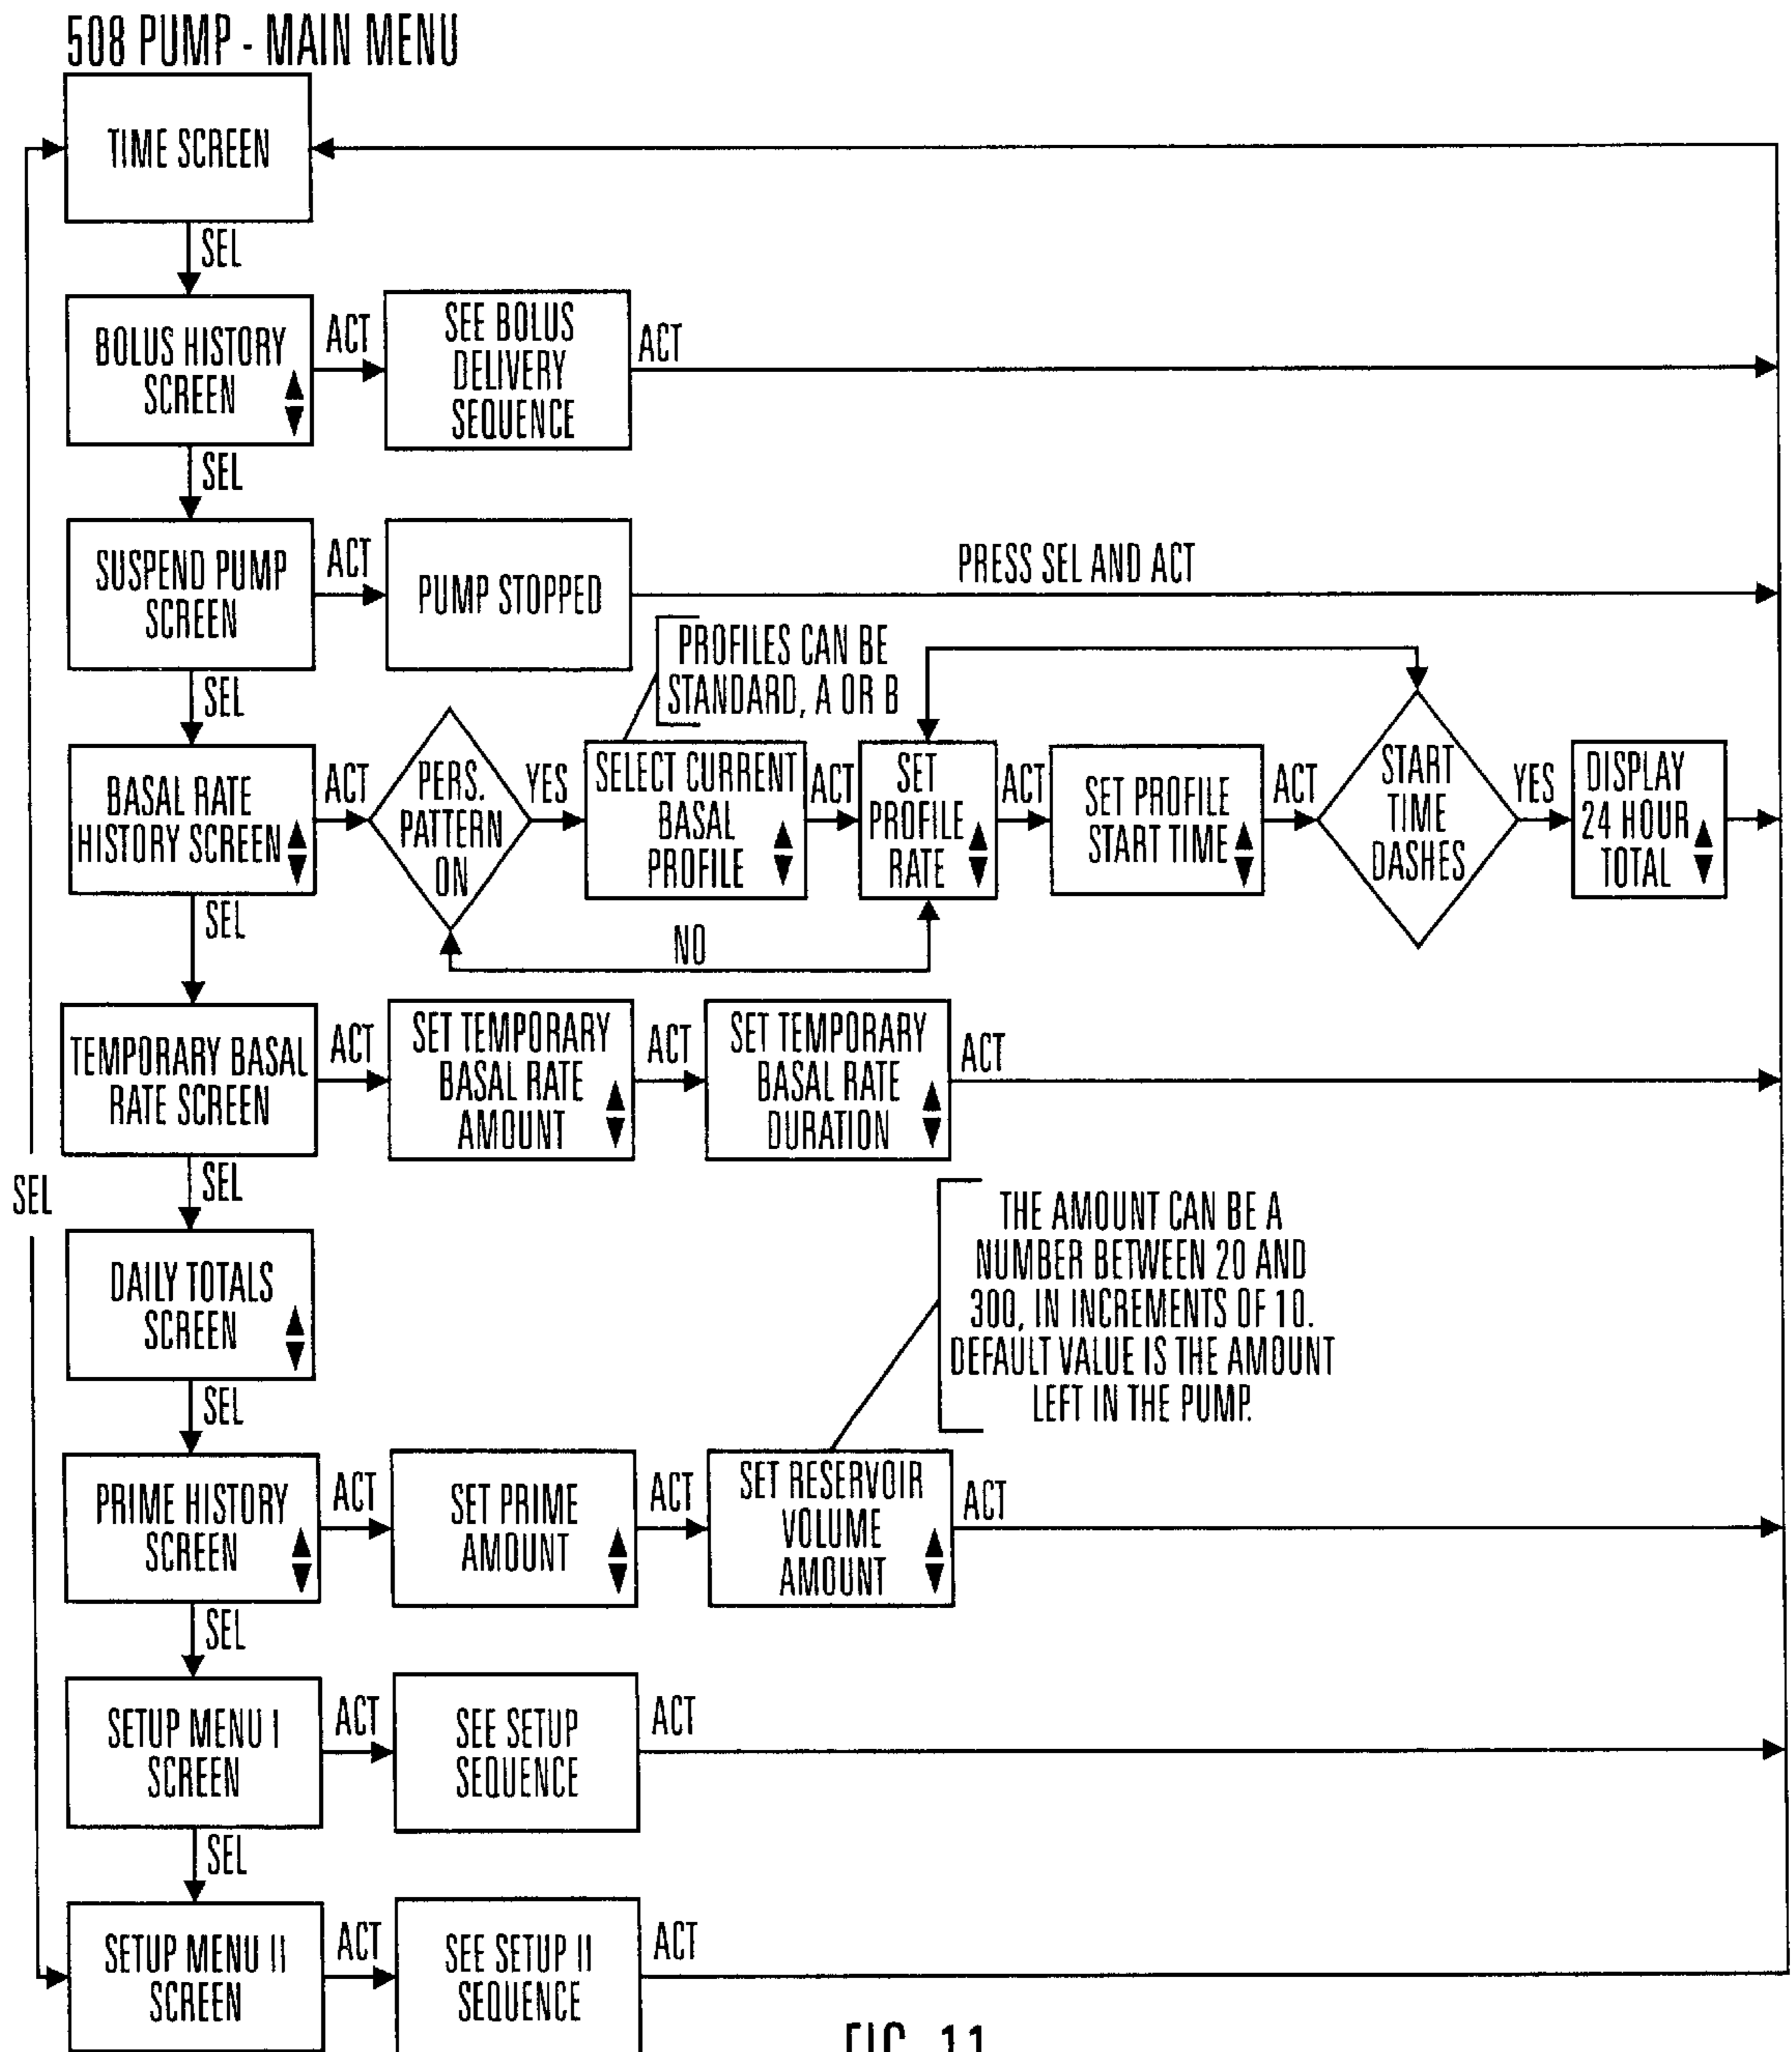 508 PUMP - MAIN MENU
TIME SCREEN
SEL
BOLUS HISTORY
SCREEN
ACT
SEE BOLUS
DELIVERY
SEQUENCE
ACT
SEL
SUSPEND PUMP
SCREEN
ACT
PUMP STOPPED
PRESS SEL AND ACT
SEL
PROFILES CAN BE
STANDARD, A OR B
BASAL RATE
HISTORY SCREEN
ACT
PERS.
PATTERN
ON
YES
SELECT CURRENT
BASAL
PROFILE
ACT
SET
PROFILE
RATE
ACT
SET PROFILE
START TIME
ACT
START
TIME
DASHES
YES
DISPLAY
24 HOUR
TOTAL
NO
SEL
TEMPORARY BASAL
RATE SCREEN
ACT
SET TEMPORARY
BASAL RATE
AMOUNT
ACT
SET TEMPORARY
BASAL RATE
DURATION
ACT
SEL
SEL
DAILY TOTALS
SCREEN
THE AMOUNT CAN BE A
NUMBER BETWEEN 20 AND
300, IN INCREMENTS OF 10.
DEFAULT VALUE IS THE AMOUNT
LEFT IN THE PUMP.
SEL
PRIME HISTORY
SCREEN
ACT
SET PRIME
AMOUNT
ACT
SET RESERVOIR
VOLUME
AMOUNT
ACT
SEL
SETUP MENU I
SCREEN
ACT
SEE SETUP
SEQUENCE
ACT
SEL
SETUP MENU II
SCREEN
ACT
SEE SETUP II
SEQUENCE
ACT
FIG. 11